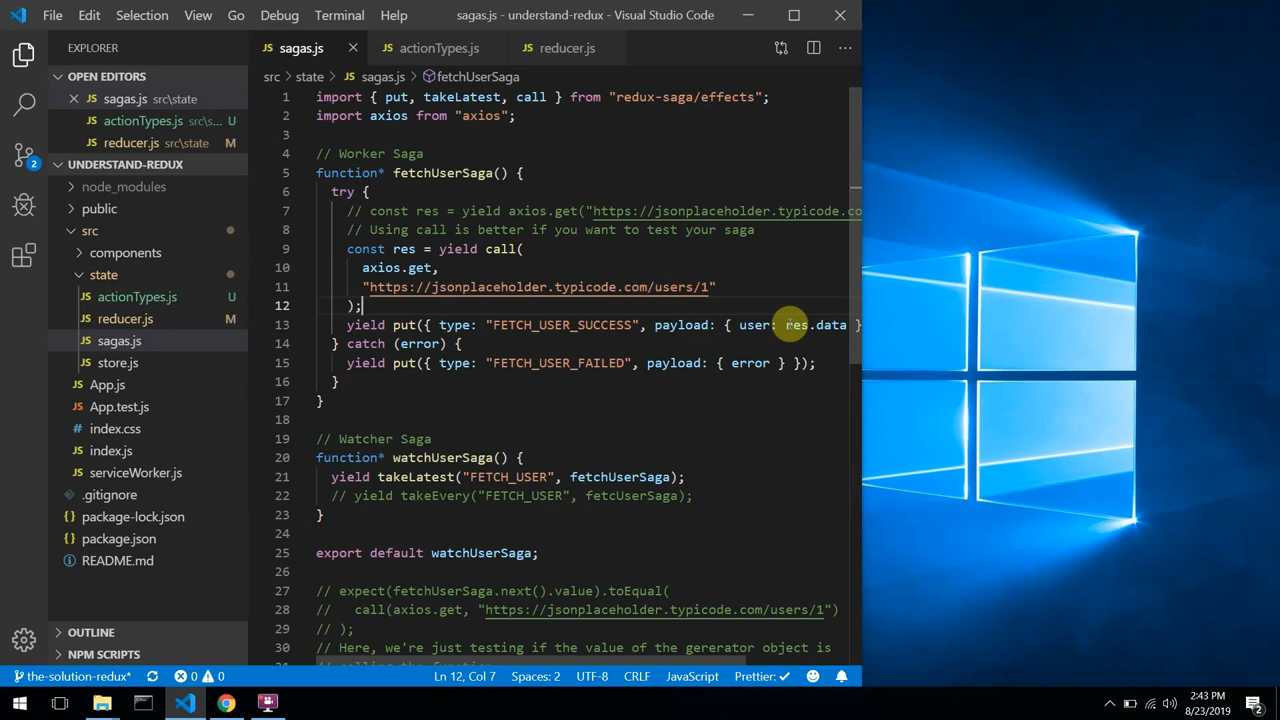 File Edit Selection View Go Debug Terminal Help sagas.js - understand-redux - Visual Studio Code
EXPLORER
OPEN EDITORS
sagas.js src\state
actionTypes.js src\s... U
reducer.js src\state M
UNDERSTAND-REDUX
node_modules
public
src
components
state
actionTypes.js U
reducer.js M
sagas.js
store.js
App.js
App.test.js
index.css
index.js
serviceWorker.js
.gitignore
package-lock.json
package.json
README.md
OUTLINE
NPM SCRIPTS
2
JS sagas.js JS actionTypes.js JS reducer.js
src > state > JS sagas.js > fetchUserSaga
1 import { put, takeLatest, call } from "redux-saga/effects";
2 import axios from "axios";
3
4 // Worker Saga
5 function* fetchUserSaga() {
6 try {
7 // const res = yield axios.get("https://jsonplaceholder.typicode.co
8 // Using call is better if you want to test your saga
9 const res = yield call(
10 axios.get,
11 "https://jsonplaceholder.typicode.com/users/1"
12 );
13 yield put({ type: "FETCH_USER_SUCCESS", payload: { user: res.data }
14 } catch (error) {
15 yield put({ type: "FETCH_USER_FAILED", payload: { error } });
16 }
17 }
18
19 // Watcher Saga
20 function* watchUserSaga() {
21 yield takeLatest("FETCH_USER", fetchUserSaga);
22 // yield takeEvery("FETCH_USER", fetcUserSaga);
23 }
24
25 export default watchUserSaga;
26
27 // expect(fetchUserSaga.next().value).toEqual(
28 // call(axios.get, "https://jsonplaceholder.typicode.com/users/1")
29 // );
30 // Here, we're just testing if the value of the gererator object is
the-solution-redux* 0 0 Ln 12, Col 7 Spaces: 2 UTF-8 CRLF JavaScript Prettier: ✓
2:43 PM
8/23/2019
2